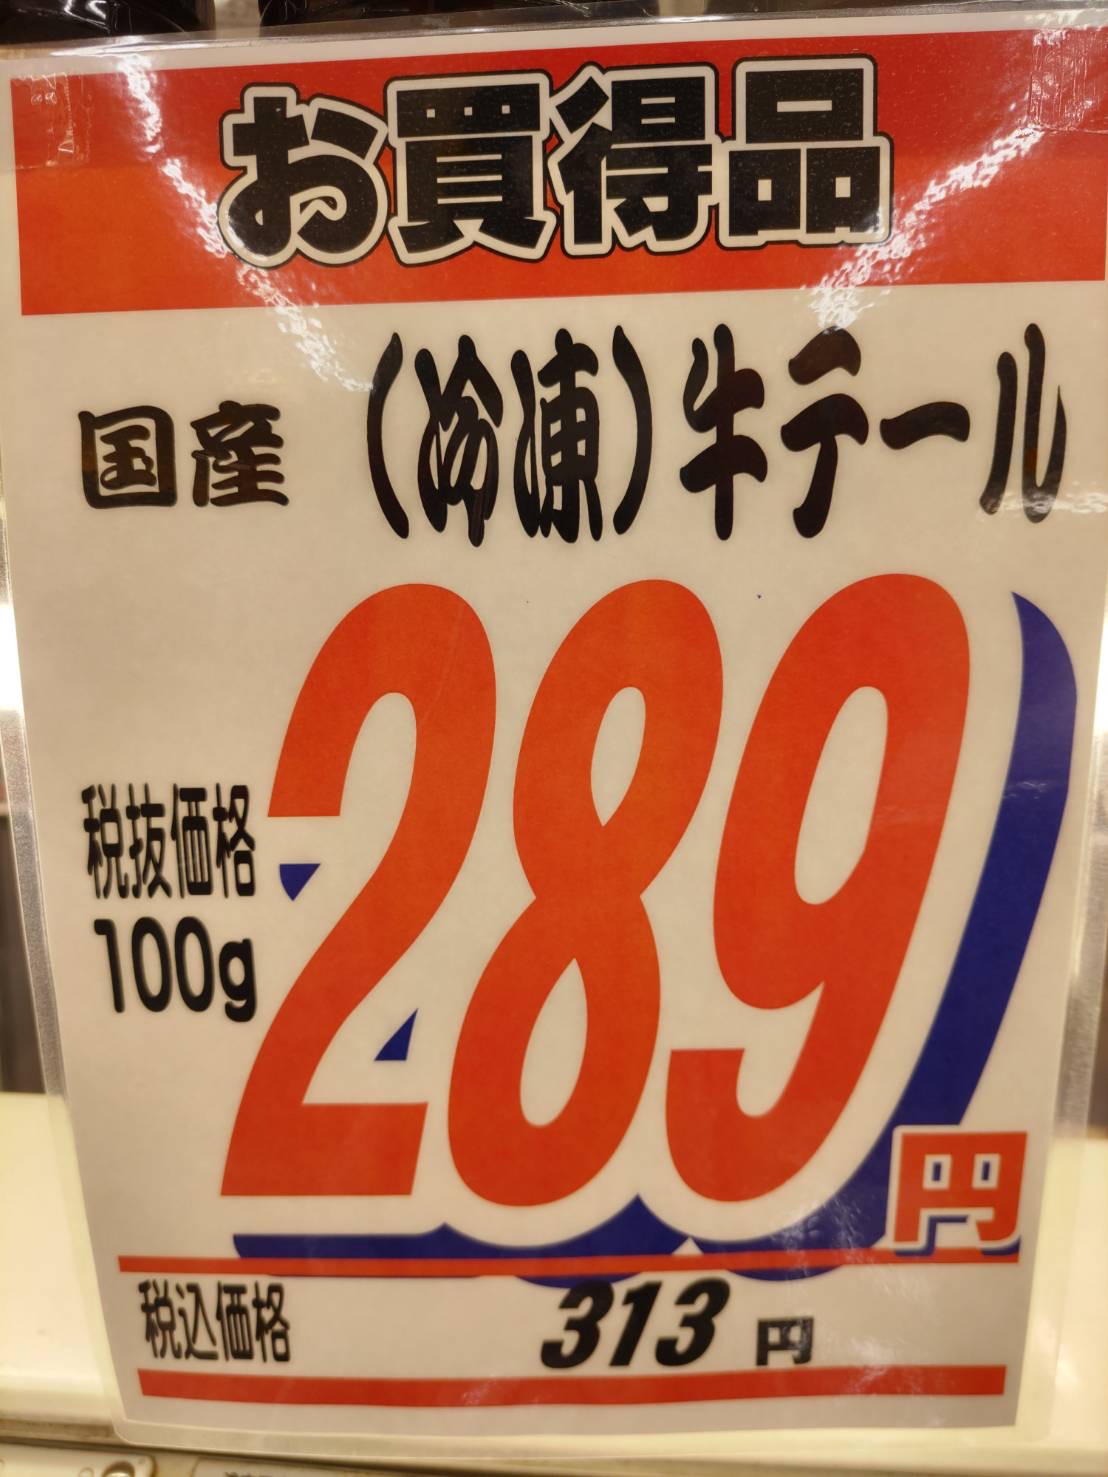 お買得品
国産 (冷凍)牛テール
税抜価格
100g
289円
税込価格 313円